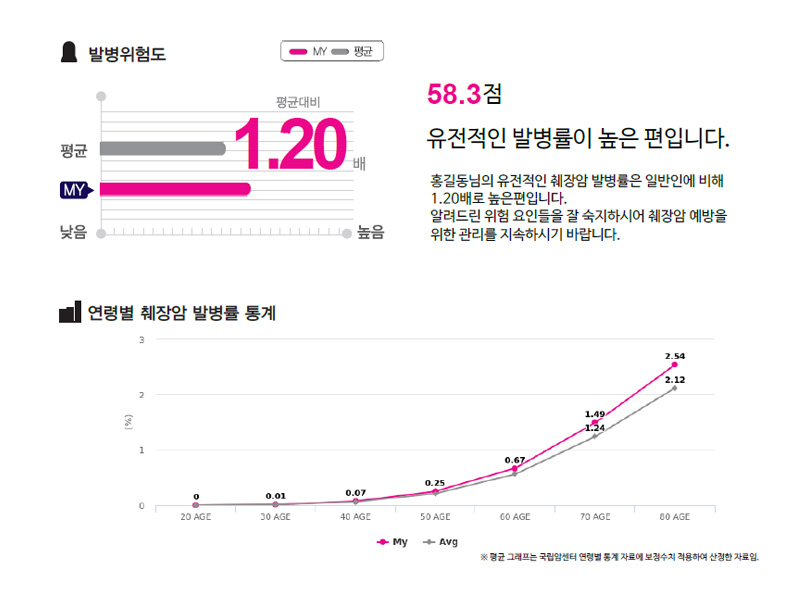 발병위험도
MY 평균
평균대비
1.20배
평균
MY
낮음 높음
58.3점
유전적인 발병률이 높은 편입니다.
홍길동님의 유전적인 췌장암 발병률은 일반인에 비해
1.20배로 높은편입니다.
알려드린 위험 요인들을 잘 숙지하시어 췌장암 예방을
위한 관리를 지속하시기 바랍니다.
연령별 췌장암 발병률 통계
3
2
1
0
(%)
0 0.01 0.07 0.25 0.67 1.49 2.54
1.24 2.12
20 AGE 30 AGE 40 AGE 50 AGE 60 AGE 70 AGE 80 AGE
My Avg
※ 평균 그래프는 국립암센터 연령별 통계 자료에 보정수치 적용하여 산정한 자료임.